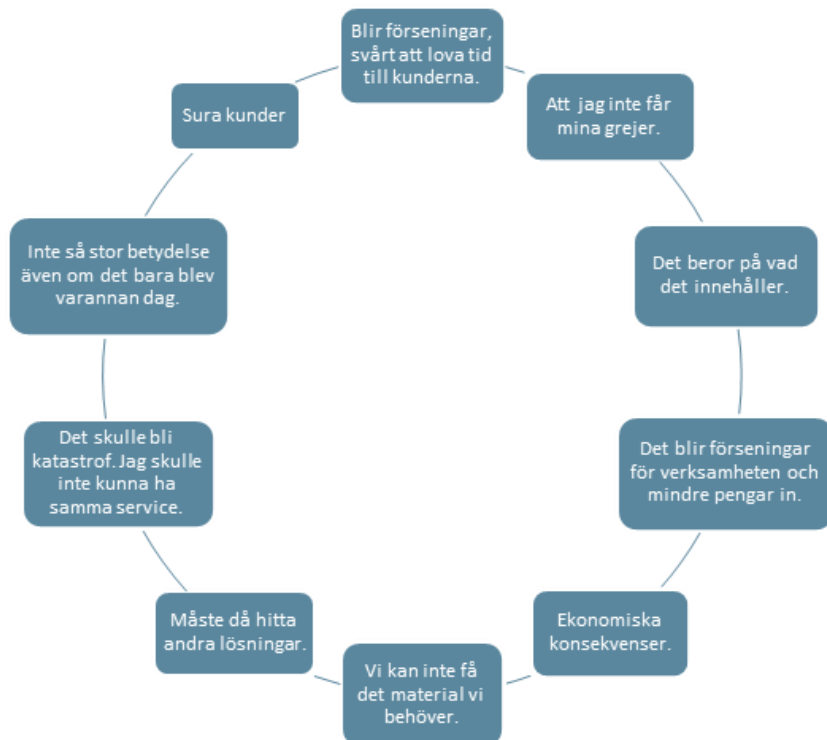 Blir förseningar,
svårt att lova tid
till kunderna.
Att jag inte får
mina grejer.
Det beror på vad
det innehåller.
Det blir förseningar
för verksamheten och
mindre pengar in.
Ekonomiska
konsekvenser.
Vi kan inte få
det material vi
behöver.
Måste då hitta
andra lösningar.
Det skulle bli
katastrof. Jag skulle
inte kunna ha
samma service.
Inte så stor betydelse
även om det bara blev
varannan dag.
Sura kunder